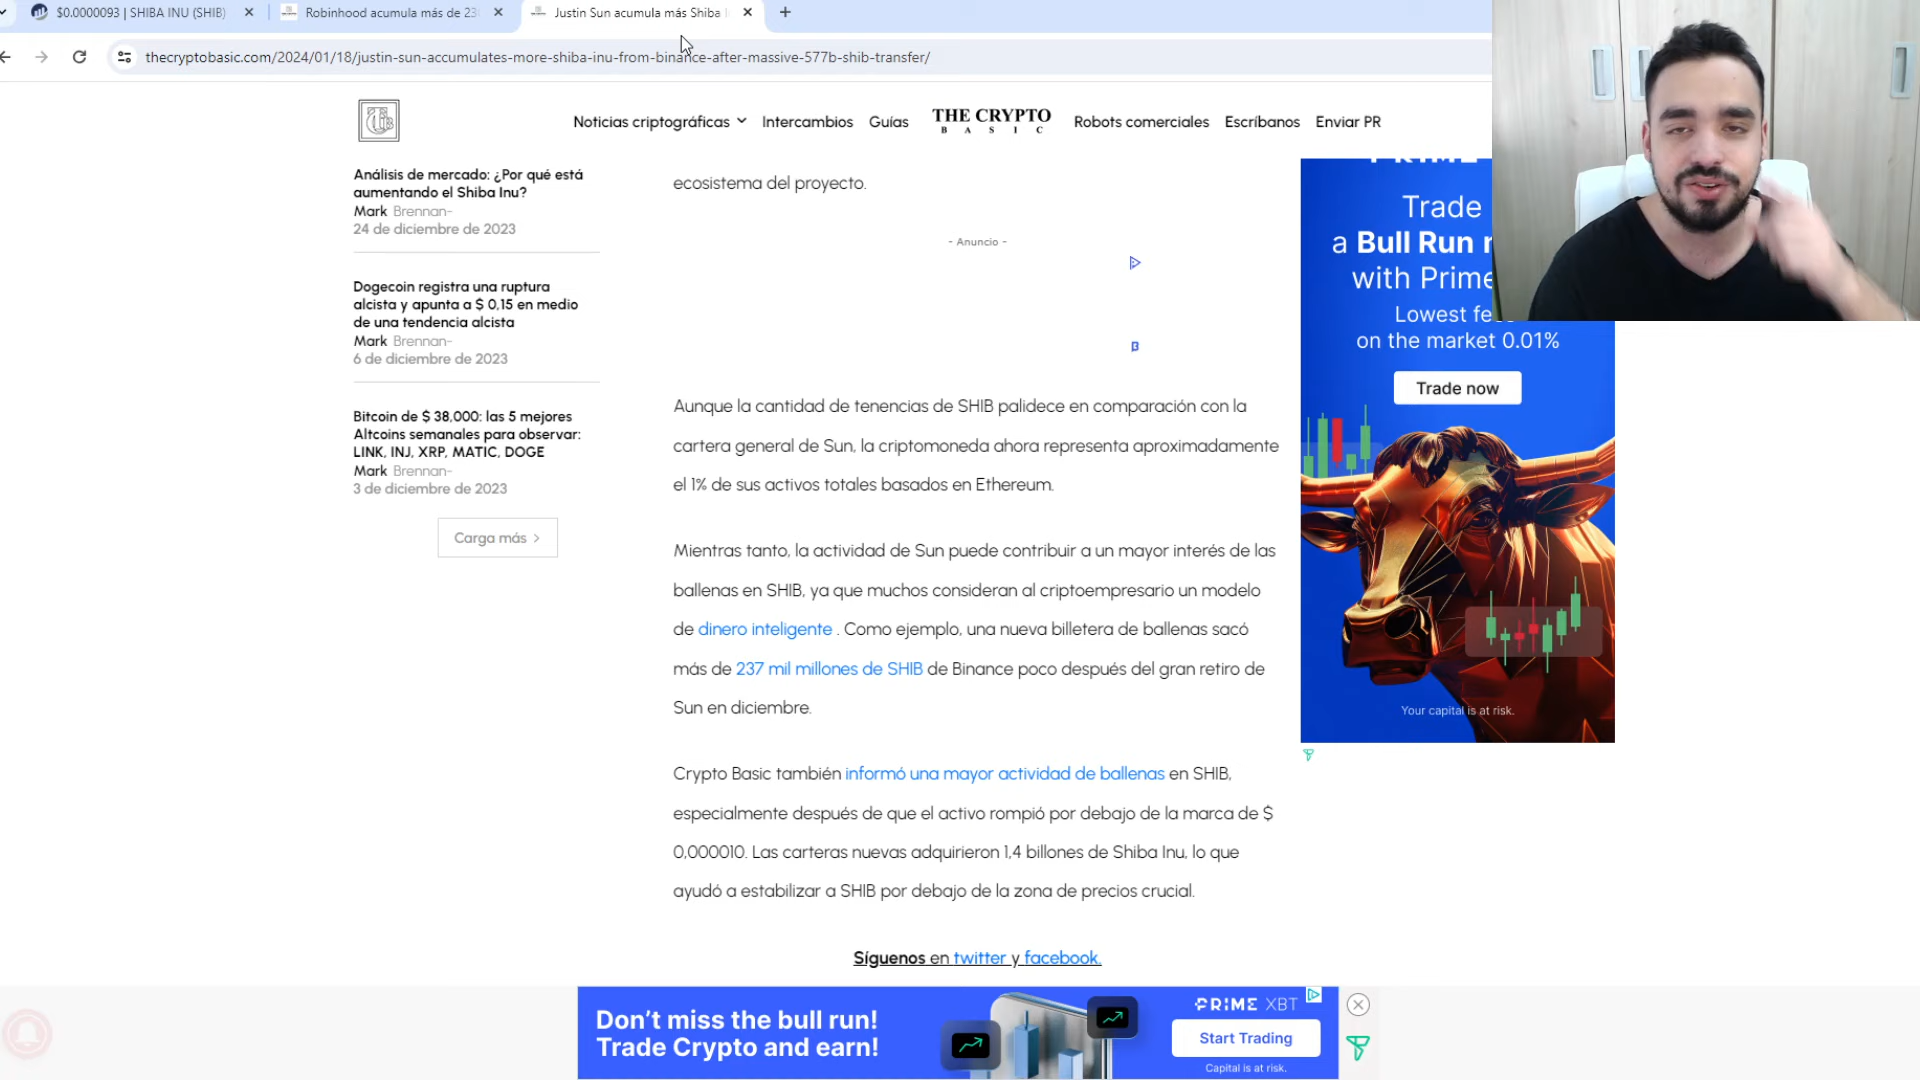 $0.0000093 | SHIBA INU (SHIB)
Robinhood acumula más de 23
Justin Sun acumula más Shiba I
thecryptobasic.com/2024/01/18/justin-sun-accumulates-more-shiba-inu-from-binance-after-massive-577b-shib-transfer/
Noticias criptográficas
Intercambios
Guías
THE CRYPTO
BASIC
Robots comerciales
Escríbanos
Enviar PR
Análisis de mercado: ¿Por qué está
aumentando el Shiba Inu?
Mark Brennan-
24 de diciembre de 2023
Dogecoin registra una ruptura
alcista y apunta a $ 0,15 en medio
de una tendencia alcista
Mark Brennan-
6 de diciembre de 2023
Bitcoin de $ 38,000: las 5 mejores
Altcoins semanales para observar:
LINK, INJ, XRP, MATIC, DOGE
Mark Brennan-
3 de diciembre de 2023
Carga más >
ecosistema del proyecto.
- Anuncio -
Aunque la cantidad de tenencias de SHIB palidece en comparación con la
cartera general de Sun, la criptomoneda ahora representa aproximadamente
el 1% de sus activos totales basados en Ethereum.
Mientras tanto, la actividad de Sun puede contribuir a un mayor interés de las
ballenas en SHIB, ya que muchos consideran al criptoempresario un modelo
de dinero inteligente . Como ejemplo, una nueva billetera de ballenas sacó
más de 237 mil millones de SHIB de Binance poco después del gran retiro de
Sun en diciembre.
Crypto Basic también informó una mayor actividad de ballenas en SHIB,
especialmente después de que el activo rompió por debajo de la marca de $
0,000010. Las carteras nuevas adquirieron 1,4 billones de Shiba Inu, lo que
ayudó a estabilizar a SHIB por debajo de la zona de precios crucial.
Síguenos en twitter y facebook.
Trade
a Bull Run
with Prime
Lowest
on the market 0.01%
Trade now
Your capital is at risk.
Don't miss the bull run!
Trade Crypto and earn!
PRIME XBT
Start Trading
Capital is at risk.